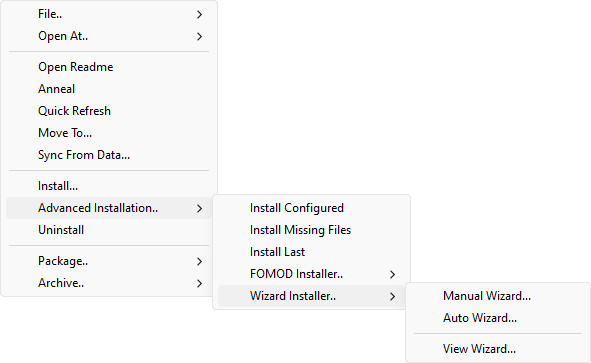 File..
Open At..
Open Readme
Anneal
Quick Refresh
Move To...
Sync From Data...
Install...
Advanced Installation..
Uninstall
Package..
Archive..
Install Configured
Install Missing Files
Install Last
FOMOD Installer..
Wizard Installer..
Manual Wizard...
Auto Wizard...
View Wizard...